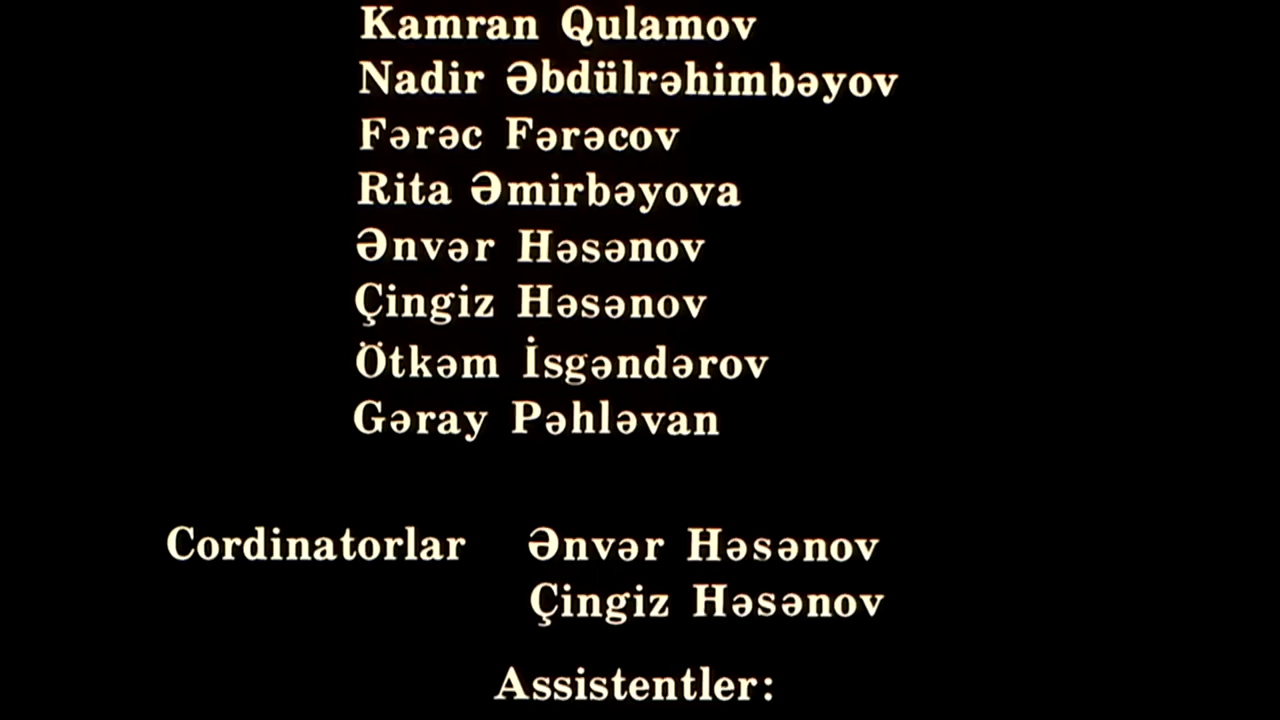 Kamran Qulamov
Nadir Əbdülrəhimbəyov
Fərəc Fərəcov
Rita Əmirbəyova
Ənvər Həsənov
Çingiz Həsənov
Ötkəm İsgəndərov
Gəray Pəhləvan
Cordinatorlar Ənvər Həsənov
Çingiz Həsənov
Assistentler: